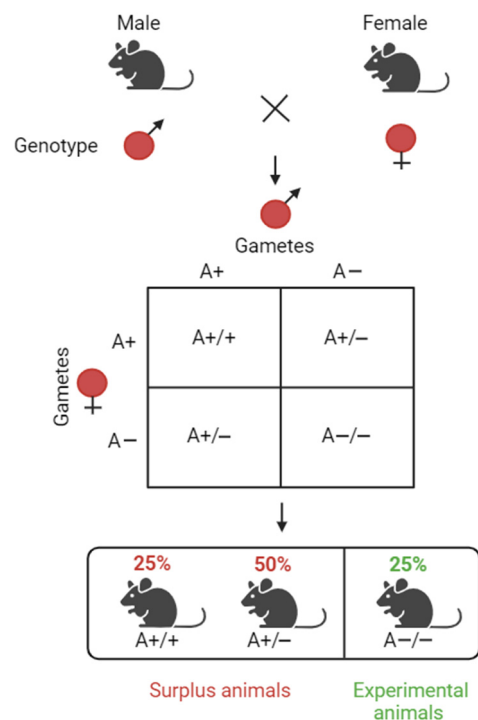 Male Female
Genotype
Gametes
A+ A−
Gametes
A+ A+/+ A+/−
A− A+/− A−/−
25% 50% 25%
A+/+ A+/− A−/−
Surplus animals Experimental
animals